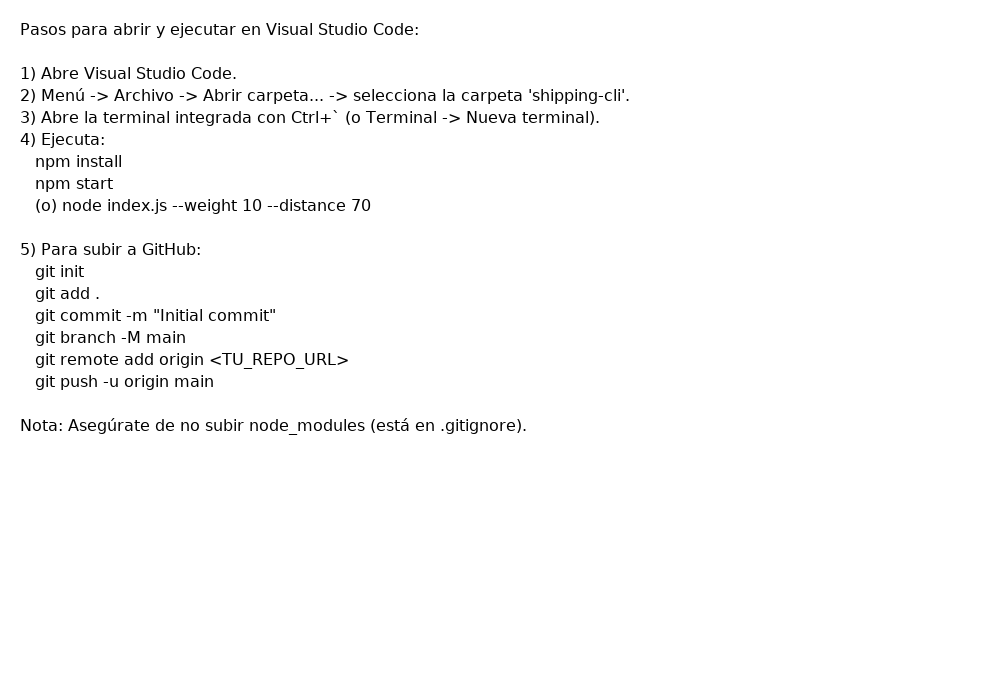 Pasos para abrir y ejecutar en Visual Studio Code:
1) Abre Visual Studio Code.
2) Menú -> Archivo -> Abrir carpeta... -> selecciona la carpeta 'shipping-cli'.
3) Abre la terminal integrada con Ctrl+` (o Terminal -> Nueva terminal).
4) Ejecuta:
npm install
npm start
(o) node index.js --weight 10 --distance 70
5) Para subir a GitHub:
git init
git add .
git commit -m "Initial commit"
git branch -M main
git remote add origin <TU_REPO_URL>
git push -u origin main
Nota: Asegúrate de no subir node_modules (está en .gitignore).